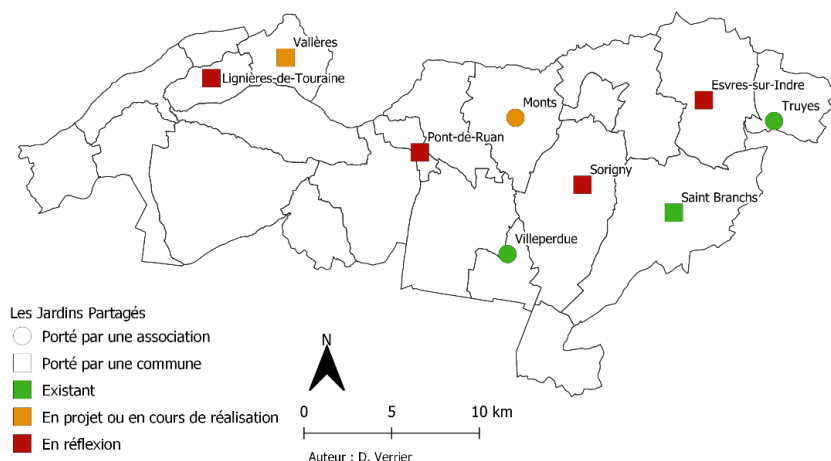 Vallères
Lignières-de-Touraine
Esvres-sur-Indre
Truyes
Monts
Pont-de-Ruan
Sorigny
Saint Branchs
Villeperdue
Les Jardins Partagés
Porté par une association
Porté par une commune
Existant
En projet ou en cours de réalisation
En réflexion
N
0 5 10 km
Auteur : D. Verrier